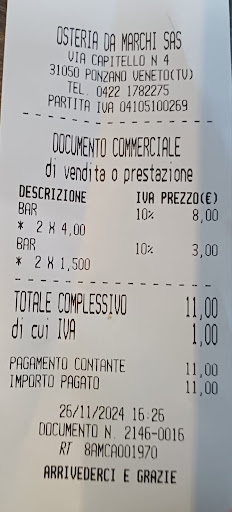 OSTERIA DA MARCHI SAS
VIA CAPITELLO N 4
31050 PONZANO VENETO(TV)
TEL. 0422 1782275
PARTITA IVA 04105100269
DOCUMENTO COMMERCIALE
di vendita o prestazione
DESCRIZIONE IVA PREZZO(€)
BAR 10% 8,00
* 2 X 4,00
BAR 10% 3,00
* 2 X 1,500
TOTALE COMPLESSIVO 11,00
di cui IVA 1,00
PAGAMENTO CONTANTE 11,00
IMPORTO PAGATO 11,00
26/11/2024 16:26
DOCUMENTO N. 2146-0016
RT 8AMCA001970
ARRIVEDERCI E GRAZIE